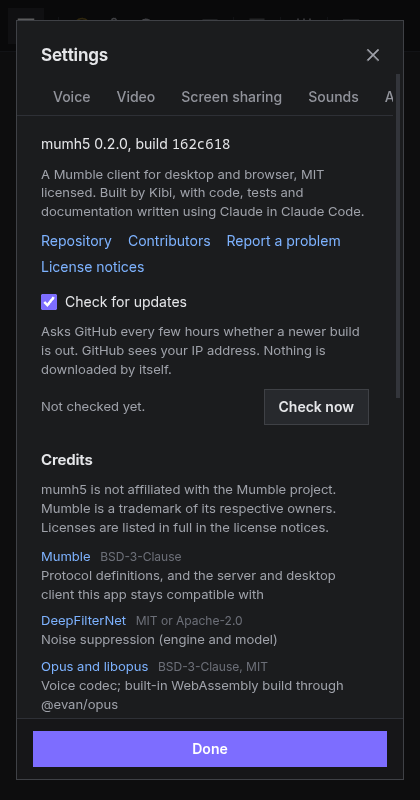 Settings
Voice Video Screen sharing Sounds A
mumh5 0.2.0, build 162c618
A Mumble client for desktop and browser, MIT
licensed. Built by Kibi, with code, tests and
documentation written using Claude in Claude Code.
Repository Contributors Report a problem
License notices
Check for updates
Asks GitHub every few hours whether a newer build
is out. GitHub sees your IP address. Nothing is
downloaded by itself.
Not checked yet. Check now
Credits
mumh5 is not affiliated with the Mumble project.
Mumble is a trademark of its respective owners.
Licenses are listed in full in the license notices.
Mumble BSD-3-Clause
Protocol definitions, and the server and desktop
client this app stays compatible with
DeepFilterNet MIT or Apache-2.0
Noise suppression (engine and model)
Opus and libopus BSD-3-Clause, MIT
Voice codec; built-in WebAssembly build through
@evan/opus
Done